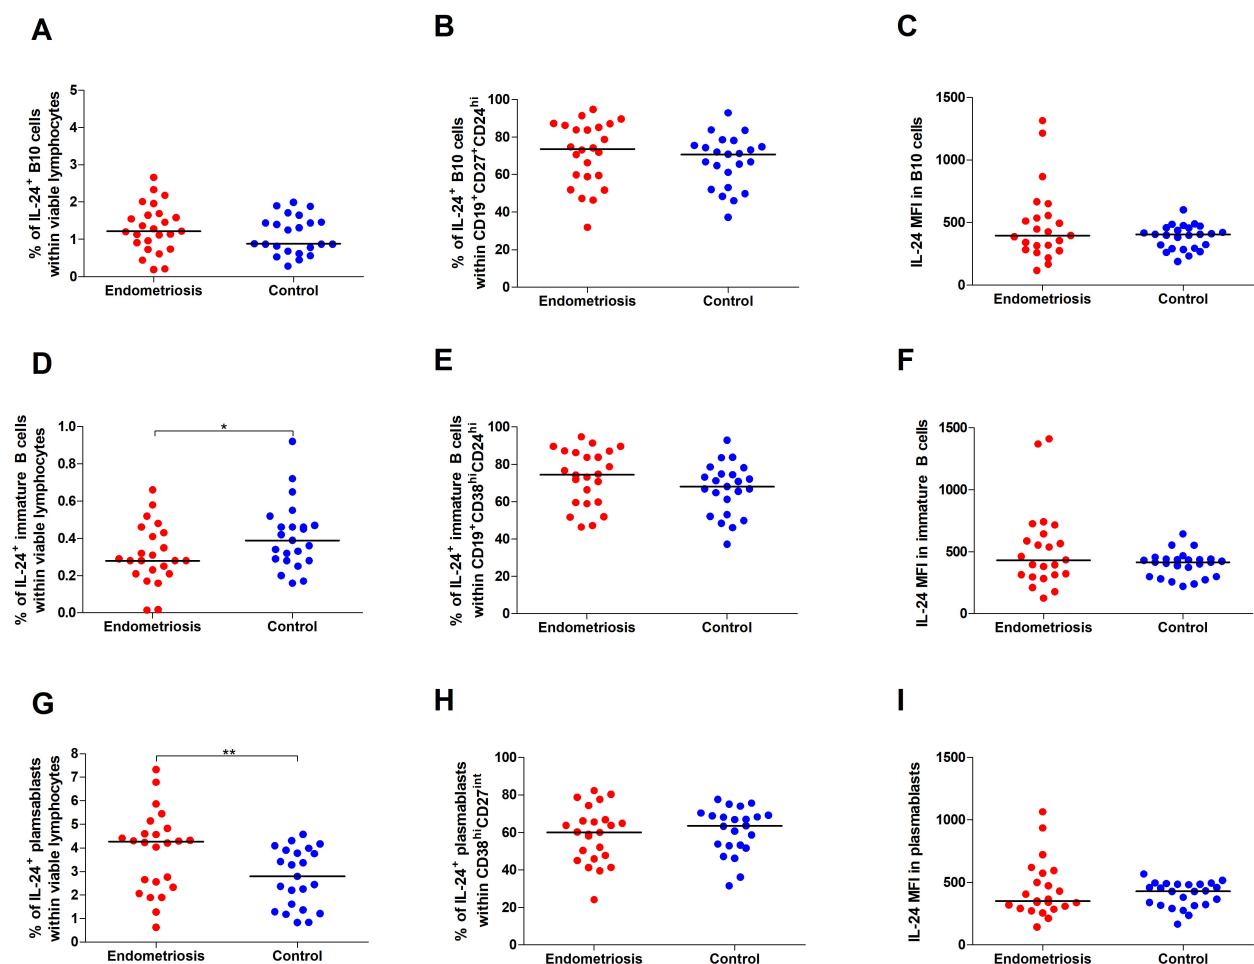 A
% of IL-24⁺ B10 cells
within viable lymphocytes
5
4
3
2
1
0
Endometriosis
Control
B
% of IL-24⁺ B10 cells
within CD19⁺CD27⁺CD24ʰⁱ
100
80
60
40
20
0
Endometriosis
Control
C
IL-24 MFI in B10 cells
1500
1000
500
0
Endometriosis
Control
D
% of IL-24⁺ immature B cells
within viable lymphocytes
1.0
0.8
0.6
0.4
0.2
0.0
*
Endometriosis
Control
E
% of IL-24⁺ immature B cells
within CD19⁺CD38ʰⁱCD24ʰⁱ
100
80
60
40
20
0
Endometriosis
Control
F
IL-24 MFI in immature B cells
1500
1000
500
0
Endometriosis
Control
G
% of IL-24⁺ plamsablasts
within viable lymphocytes
8
7
6
5
4
3
2
1
0
**
Endometriosis
Control
H
% of IL-24⁺ plasmablasts
within CD38ʰⁱCD27ⁱⁿᵗ
100
80
60
40
20
0
Endometriosis
Control
I
IL-24 MFI in plasmablasts
1500
1000
500
0
Endometriosis
Control